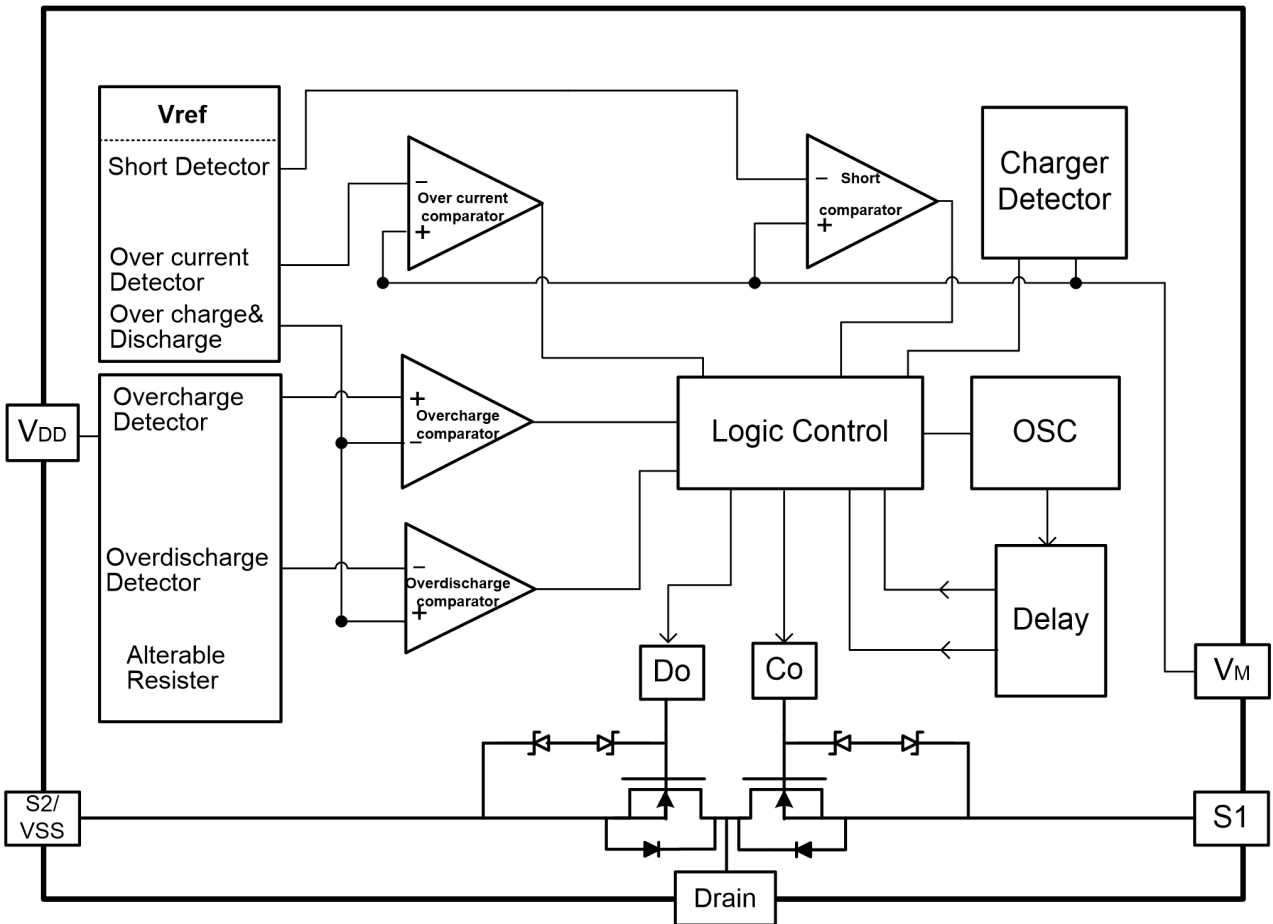 Vref
Short Detector
Over current
Detector
Over charge&
Discharge
−
Over current
comparator
+
− Short
comparator
+
Charger
Detector
VDD
Overcharge
Detector
+
Overcharge
comparator
−
Logic Control
OSC
Overdischarge
Detector
−
Overdischarge
comparator
+
Delay
Alterable
Resister
Do
Co
VM
S2/
VSS
S1
Drain